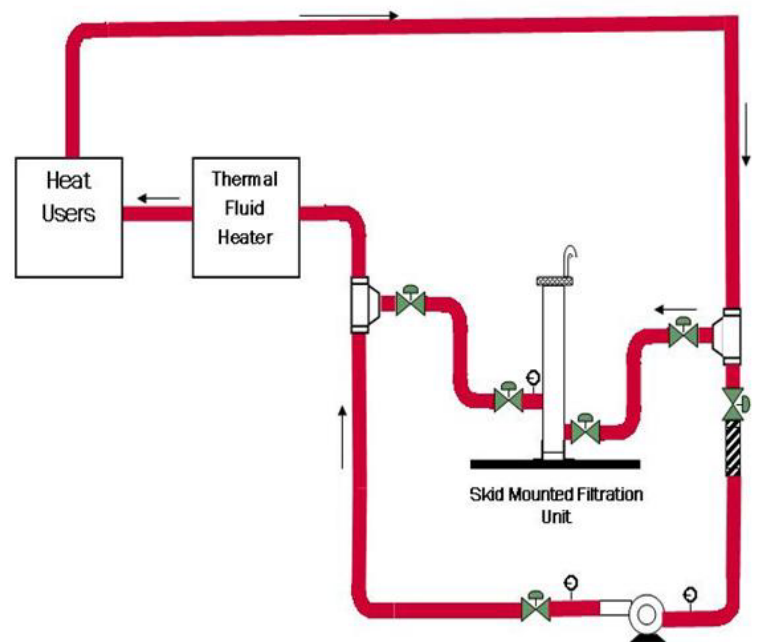 Heat
Users
Thermal
Fluid
Heater
Skid Mounted Filtration
Unit